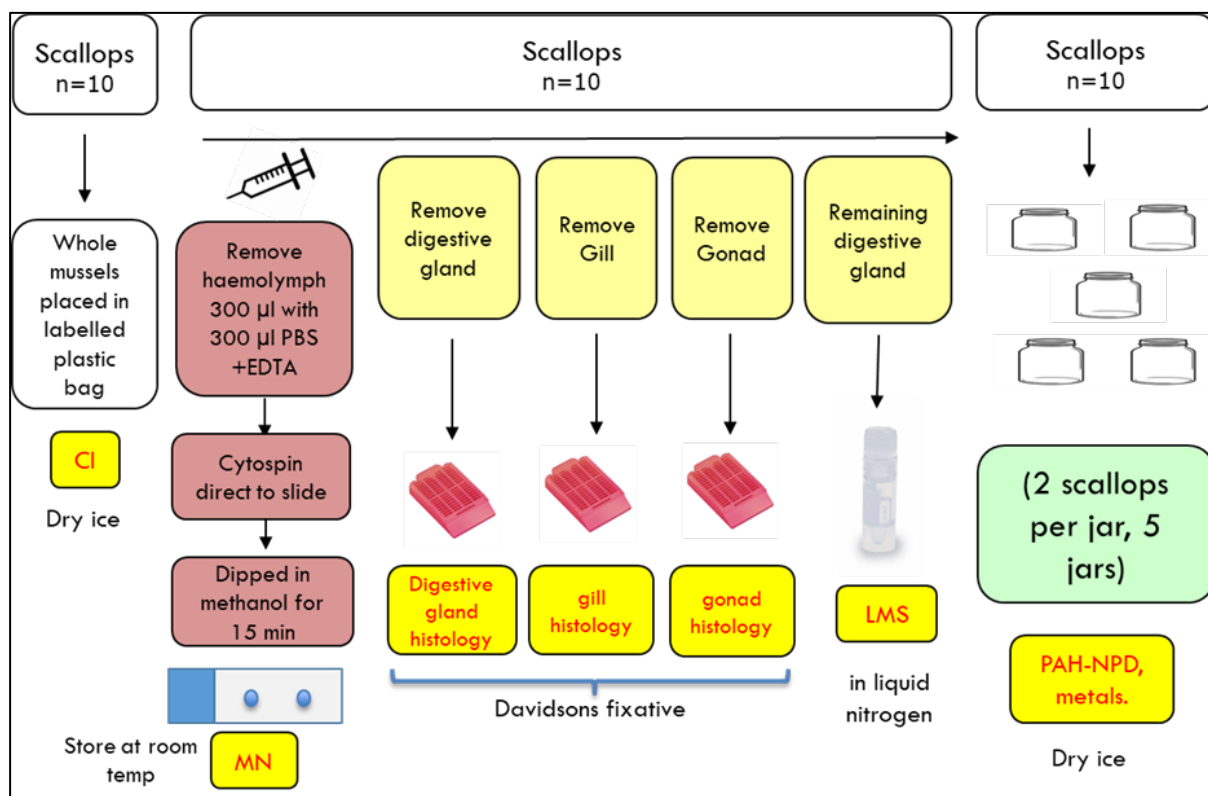 Scallops
n=10
Scallops
n=10
Scallops
n=10
Whole
mussels
placed in
labelled
plastic
bag
CI
Dry ice
Remove
haemolymph
300 µl with
300 µl PBS
+EDTA
Cytospin
direct to slide
Dipped in
methanol for
15 min
Store at room
temp
MN
Remove
digestive
gland
Digestive
gland
histology
Remove
Gill
gill
histology
Remove
Gonad
gonad
histology
Davidsons fixative
Remaining
digestive
gland
LMS
in liquid
nitrogen
(2 scallops
per jar, 5
jars)
PAH-NPD,
metals.
Dry ice